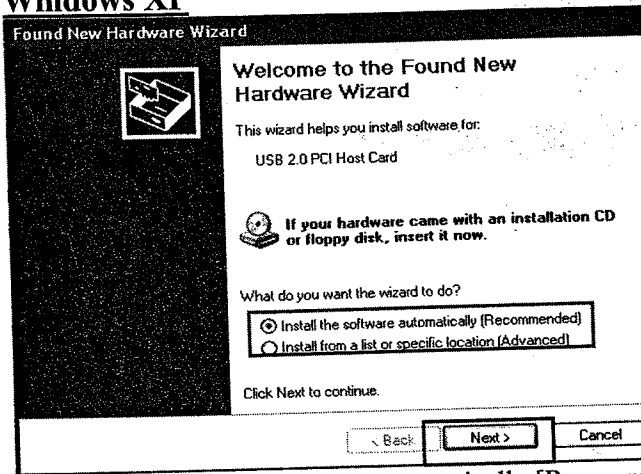 Whidows XP
Found New Hardware Wizard
Welcome to the Found New
Hardware Wizard
This wizard helps you install software for:
USB 2.0 PCI Host Card
If your hardware came with an installation CD
or floppy disk, insert it now.
What do you want the wizard to do?
Install the software automatically (Recommended)
Install from a list or specific location (Advanced)
Click Next to continue.
< Back
Next >
Cancel